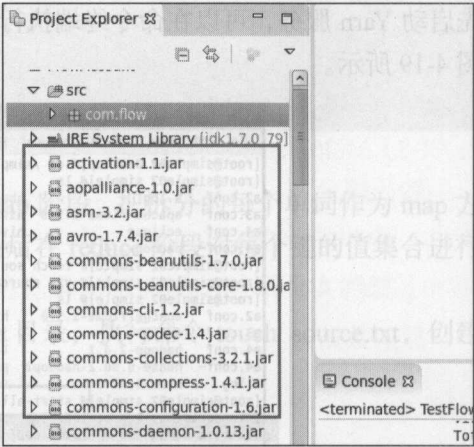 Project Explorer
src
com.flow
JRE System Library [jdk1.7.0_79]
activation-1.1.jar
aopalliance-1.0.jar
asm-3.2.jar
avro-1.7.4.jar
commons-beanutils-1.7.0.jar
commons-beanutils-core-1.8.0.ja
commons-cli-1.2.jar
commons-codec-1.4.jar
commons-collections-3.2.1.jar
commons-compress-1.4.1.jar
commons-configuration-1.6.jar
commons-daemon-1.0.13.jar
Console
<terminated> TestFlow
To